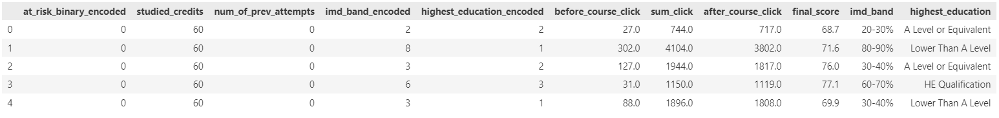 at_risk_binary_encoded studied_credits num_of_prev_attempts imd_band_encoded highest_education_encoded before_course_click sum_click after_course_click final_score imd_band highest_education
0 0 60 0 2 2 27.0 744.0 717.0 68.7 20-30% A Level or Equivalent
1 0 60 0 8 1 302.0 4104.0 3802.0 71.6 80-90% Lower Than A Level
2 0 60 0 3 2 127.0 1944.0 1817.0 76.0 30-40% A Level or Equivalent
3 0 60 0 6 3 31.0 1150.0 1119.0 77.1 60-70% HE Qualification
4 0 60 0 3 1 88.0 1896.0 1808.0 69.9 30-40% Lower Than A Level